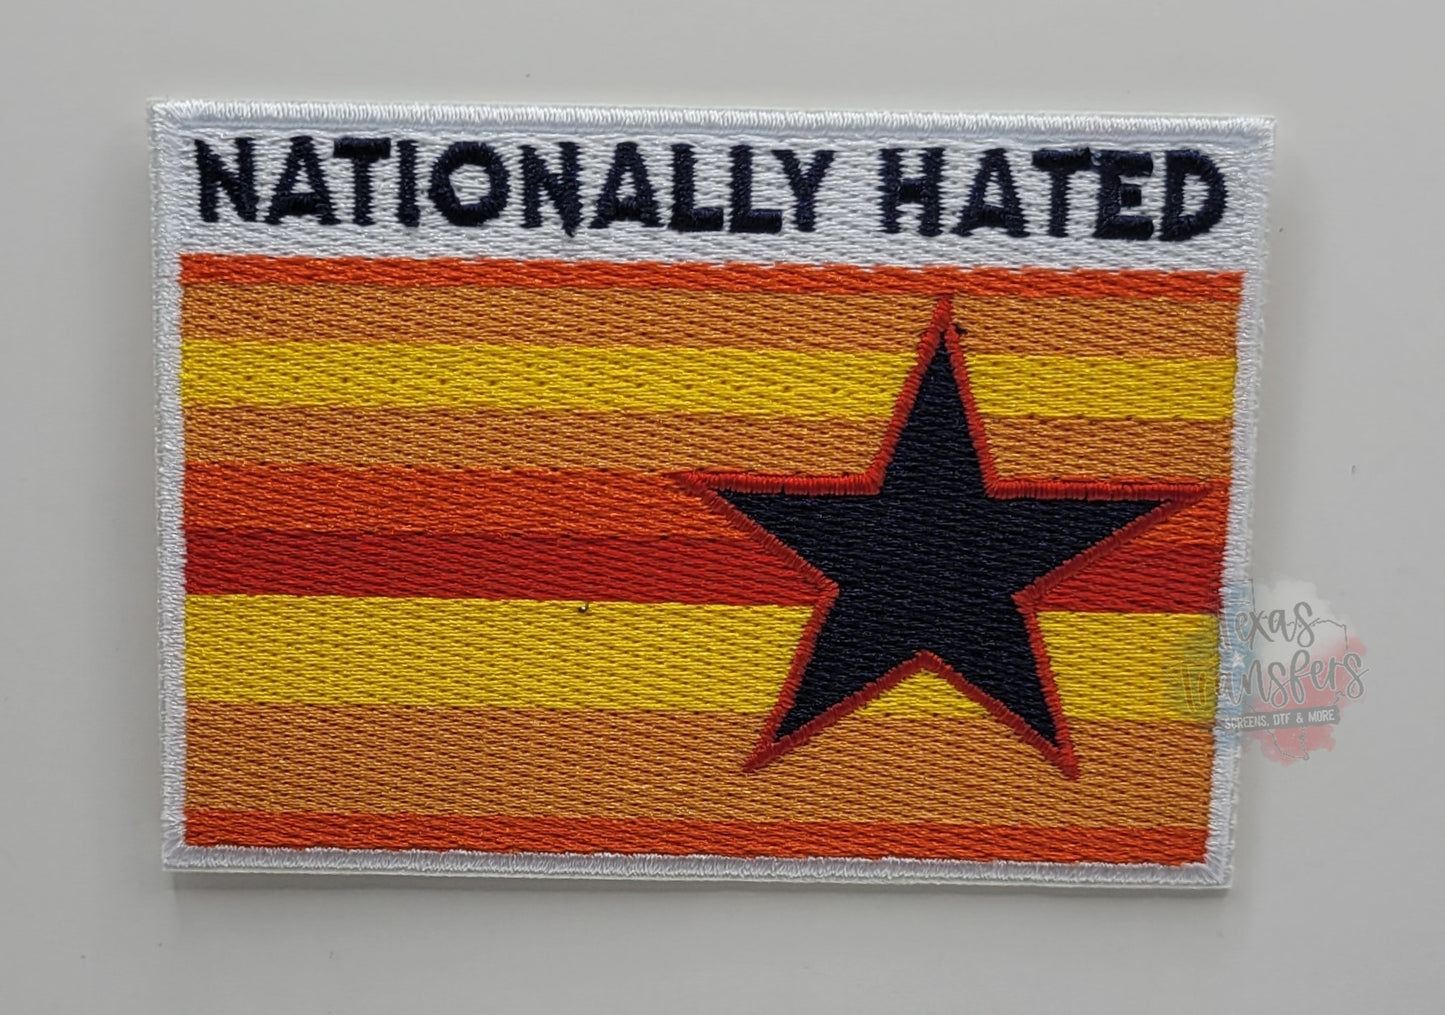 NATIONALLY HATED
Texas
Transfers
SCREENS, DTF & MORE